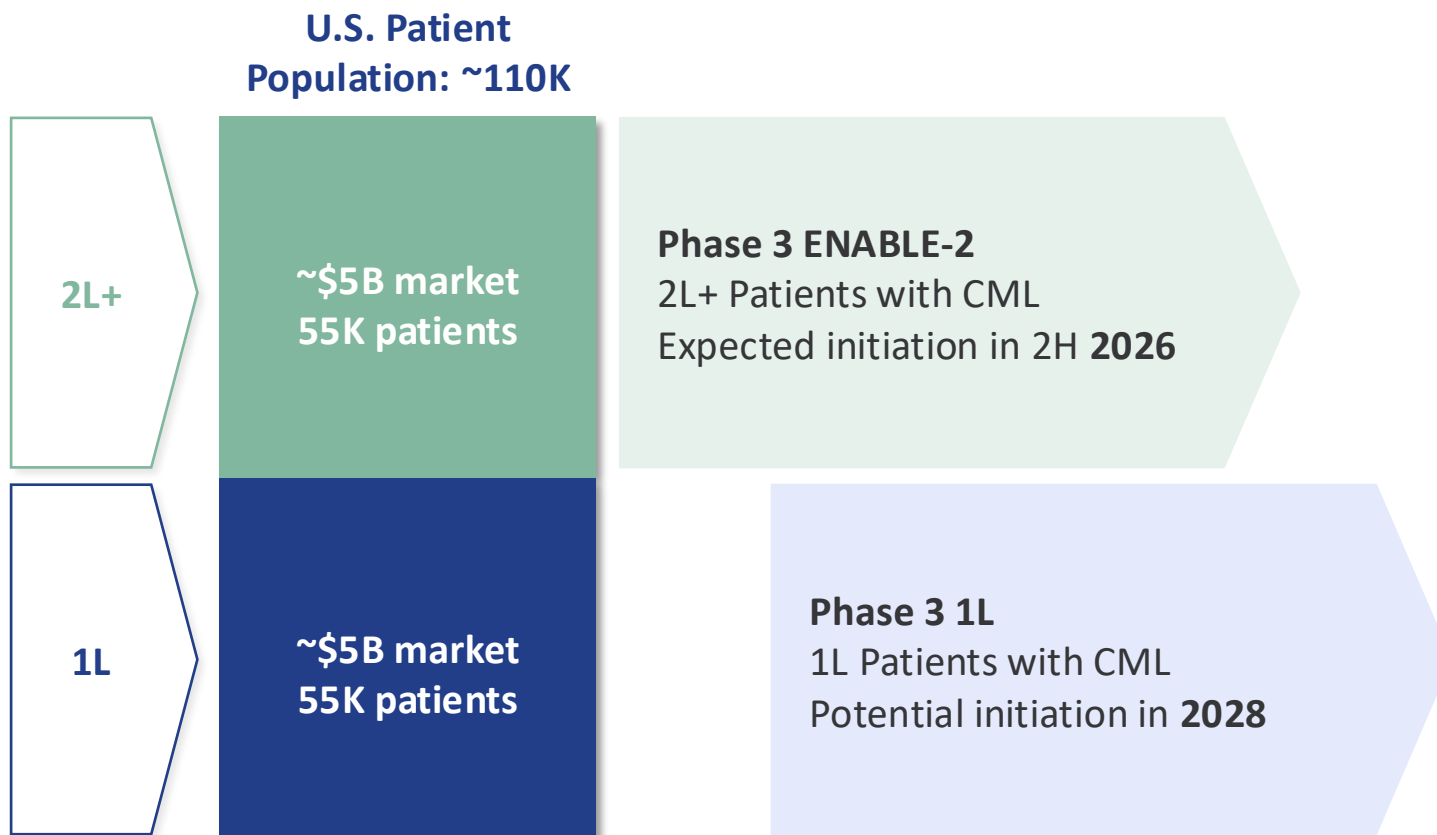 U.S. Patient
Population: ~110K
2L+
~$5B market
55K patients
Phase 3 ENABLE-2
2L+ Patients with CML
Expected initiation in 2H 2026
1L
~$5B market
55K patients
Phase 3 1L
1L Patients with CML
Potential initiation in 2028